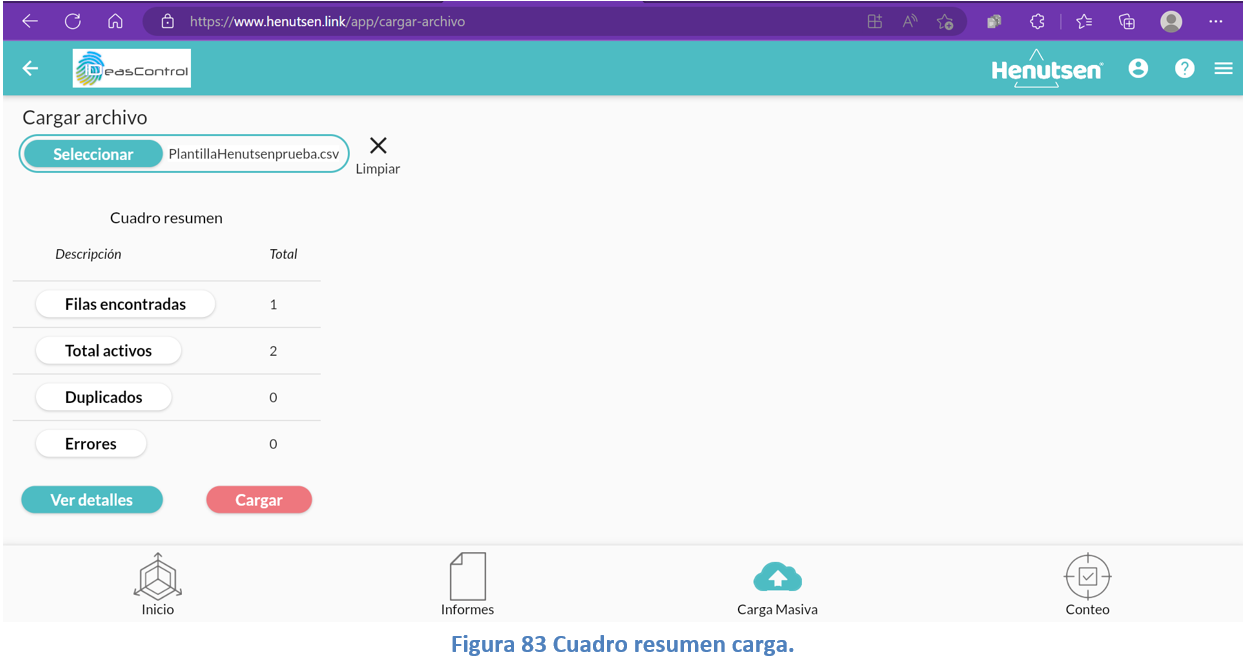 https://www.henutsen.link/app/cargar-archivo
easControl
Henutsen
Cargar archivo
Seleccionar PlantillaHenutsenprueba.csv
Limpiar
Cuadro resumen
Descripción Total
Filas encontradas 1
Total activos 2
Duplicados 0
Errores 0
Ver detalles Cargar
Inicio Informes Carga Masiva Conteo
Figura 83 Cuadro resumen carga.